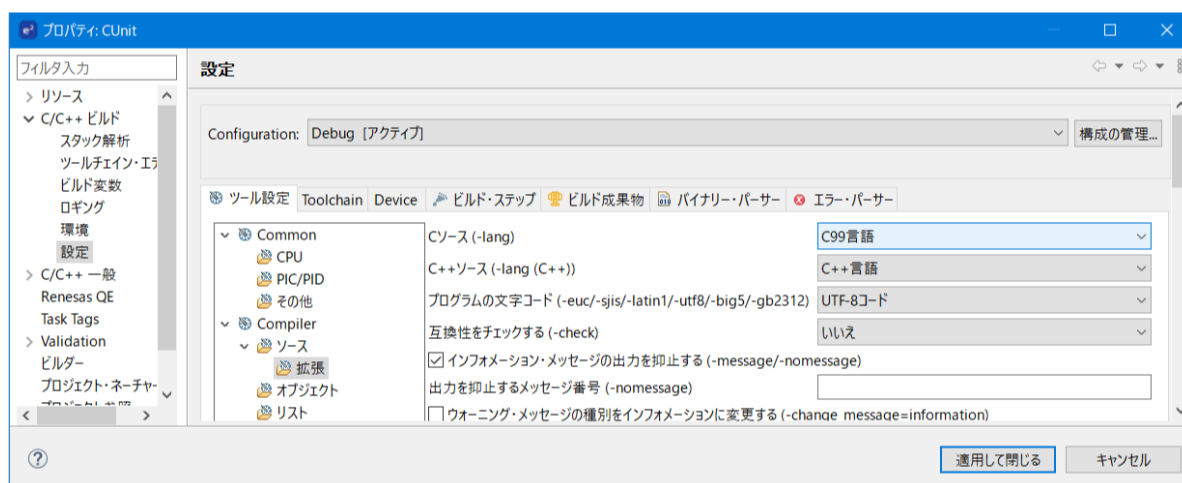 プロパティ: CUnit
フィルタ入力
設定
リソース
C/C++ ビルド
スタック解析
ツールチェイン・エデ
ビルド変数
ロギング
環境
設定
C/C++ 一般
Renesas QE
Task Tags
Validation
ビルダー
プロジェクト・ネーチャー
Configuration:
Debug [アクティブ]
構成の管理...
ツール設定
Toolchain
Device
ビルド・ステップ
ビルド成果物
バイナリー・パーサー
エラー・パーサー
Common
CPU
PIC/PID
その他
Compiler
ソース
拡張
オブジェクト
リスト
Cソース (-lang)
C99言語
C++ソース (-lang (C++))
C++言語
プログラムの文字コード (-euc/-sjis/-latin1/-utf8/-big5/-gb2312)
UTF-8コード
互換性をチェックする (-check)
いいえ
インフォメーション・メッセージの出力を抑止する (-message/-nomessage)
出力を抑止するメッセージ番号 (-nomessage)
ウォーニング・メッセージの種別をインフォメーションに変更する (-change_message=information)
適用して閉じる
キャンセル